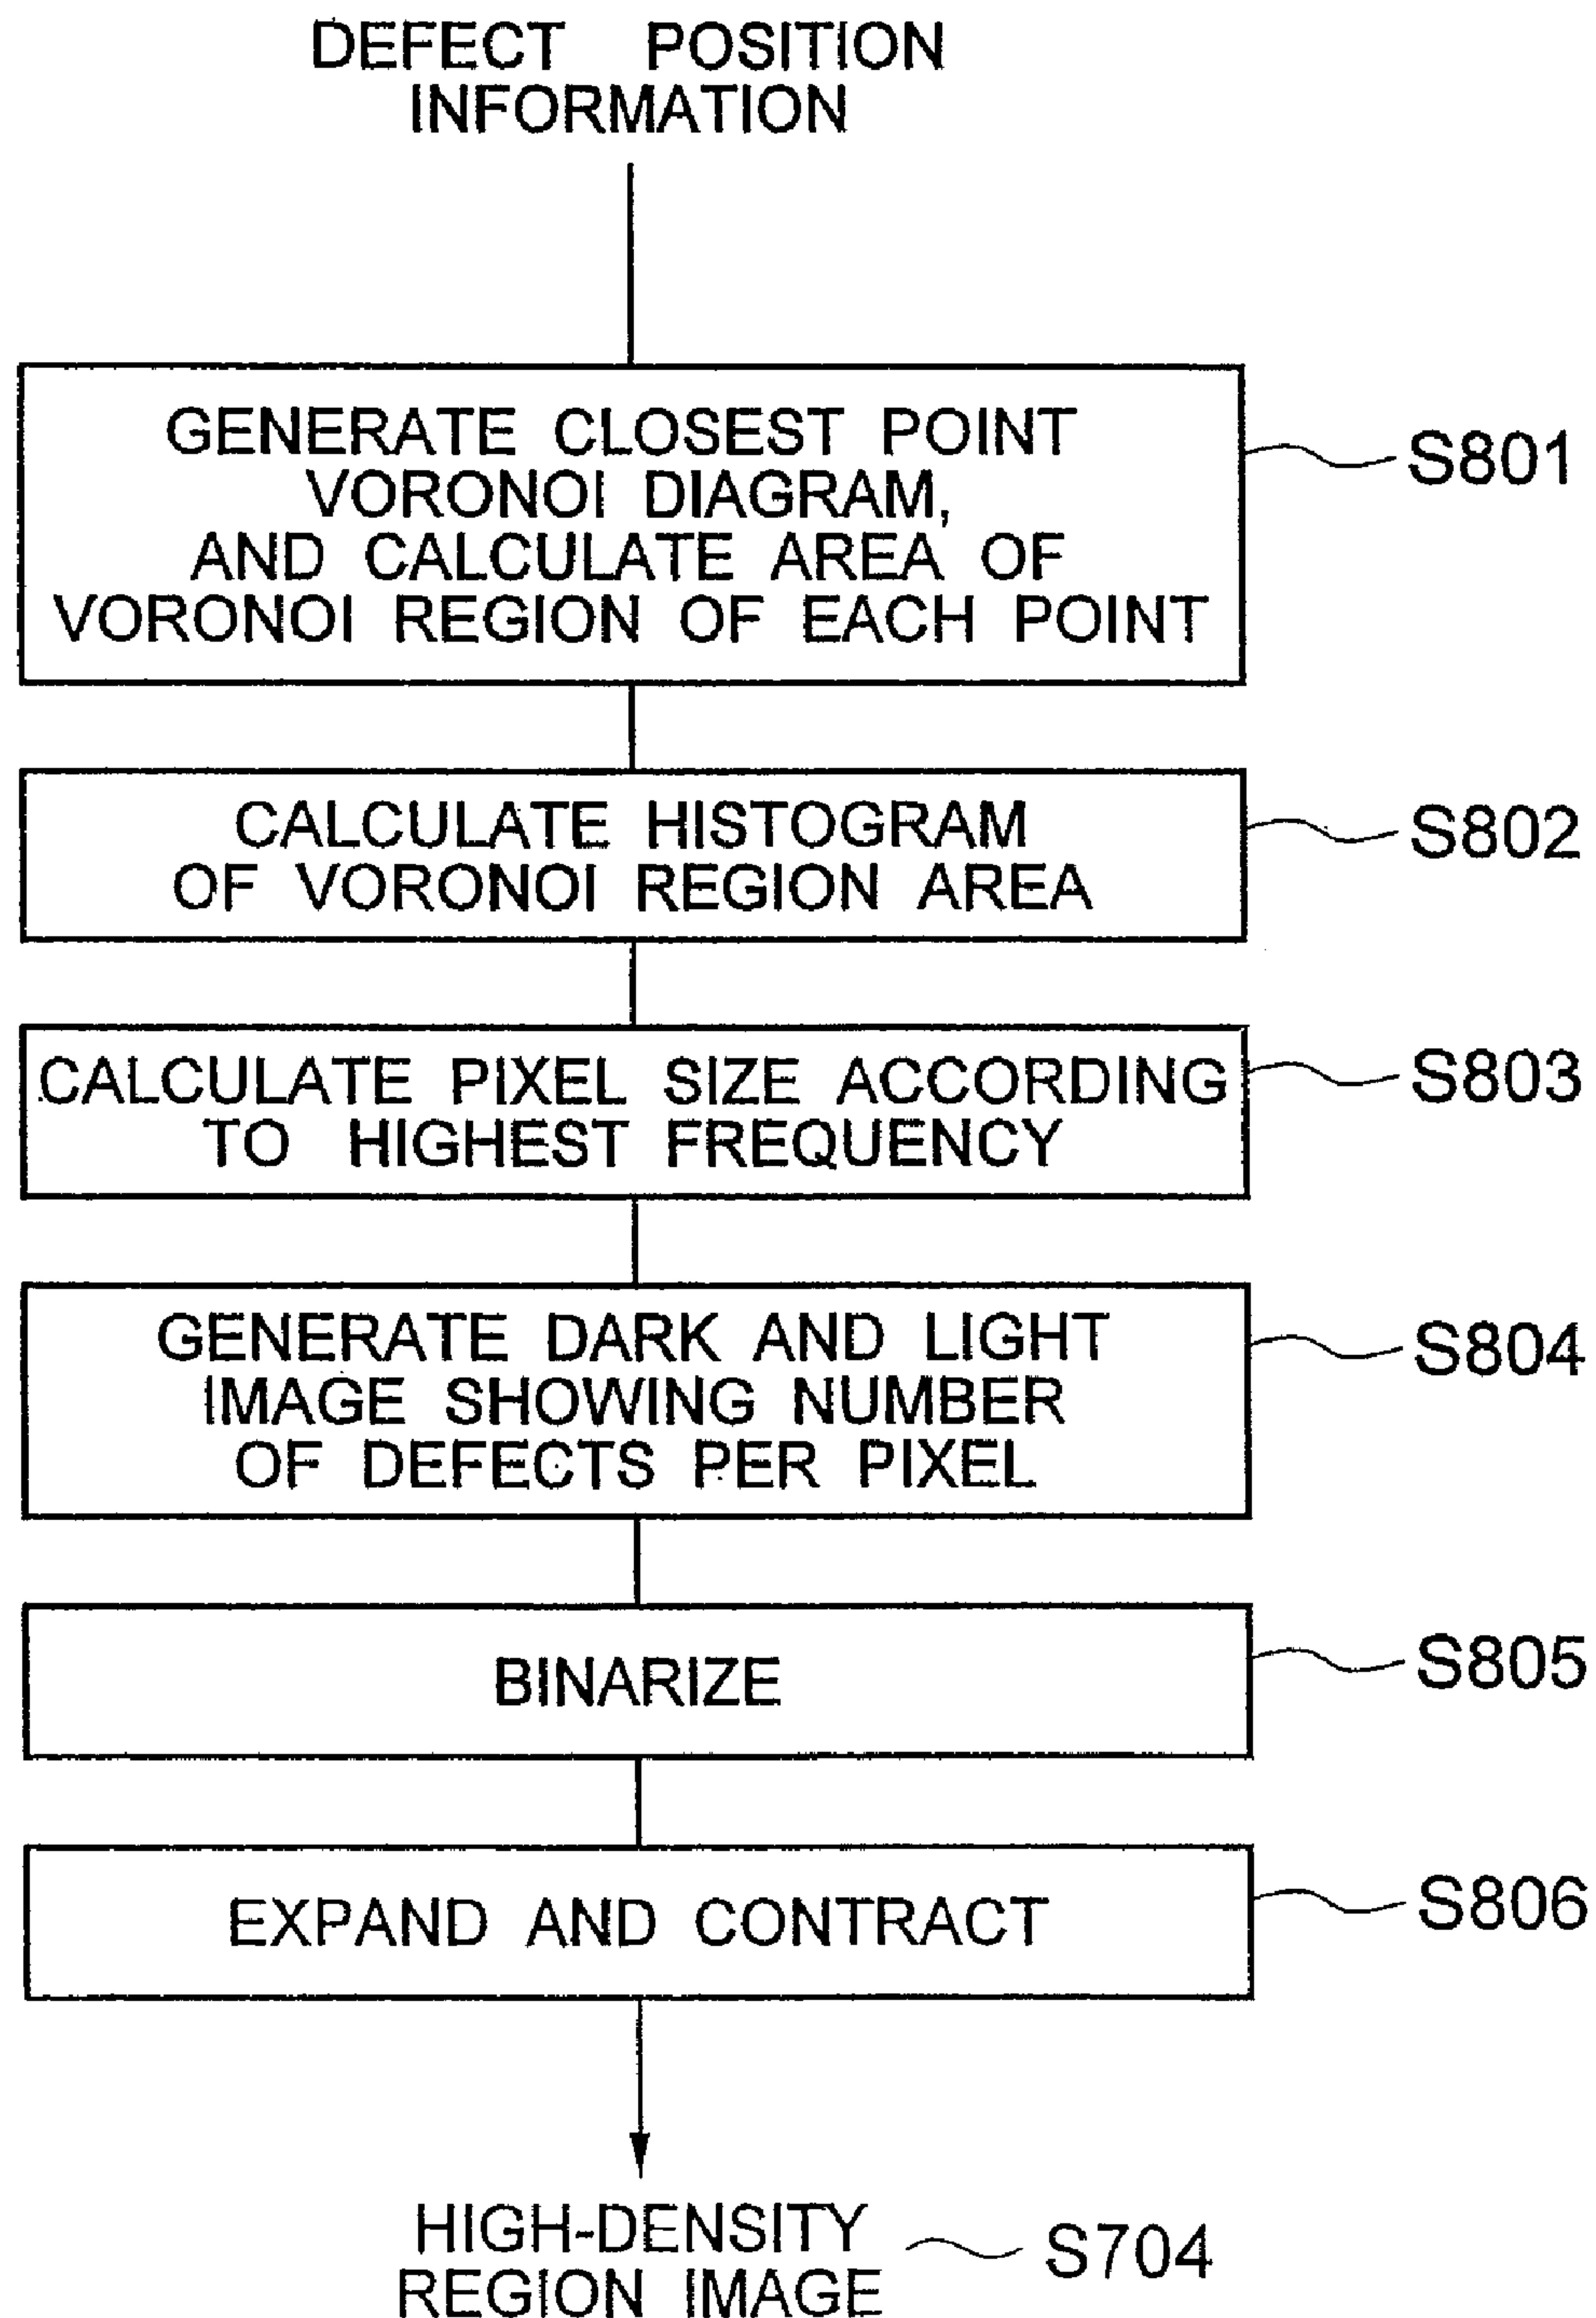 DEFECT POSITION
INFORMATION
GENERATE CLOSEST POINT
VORONOI DIAGRAM,
AND CALCULATE AREA OF
VORONOI REGION OF EACH POINT
S801
CALCULATE HISTOGRAM
OF VORONOI REGION AREA
S802
CALCULATE PIXEL SIZE ACCORDING
TO HIGHEST FREQUENCY
S803
GENERATE DARK AND LIGHT
IMAGE SHOWING NUMBER
OF DEFECTS PER PIXEL
S804
BINARIZE
S805
EXPAND AND CONTRACT
S806
HIGH-DENSITY
REGION IMAGE
S704